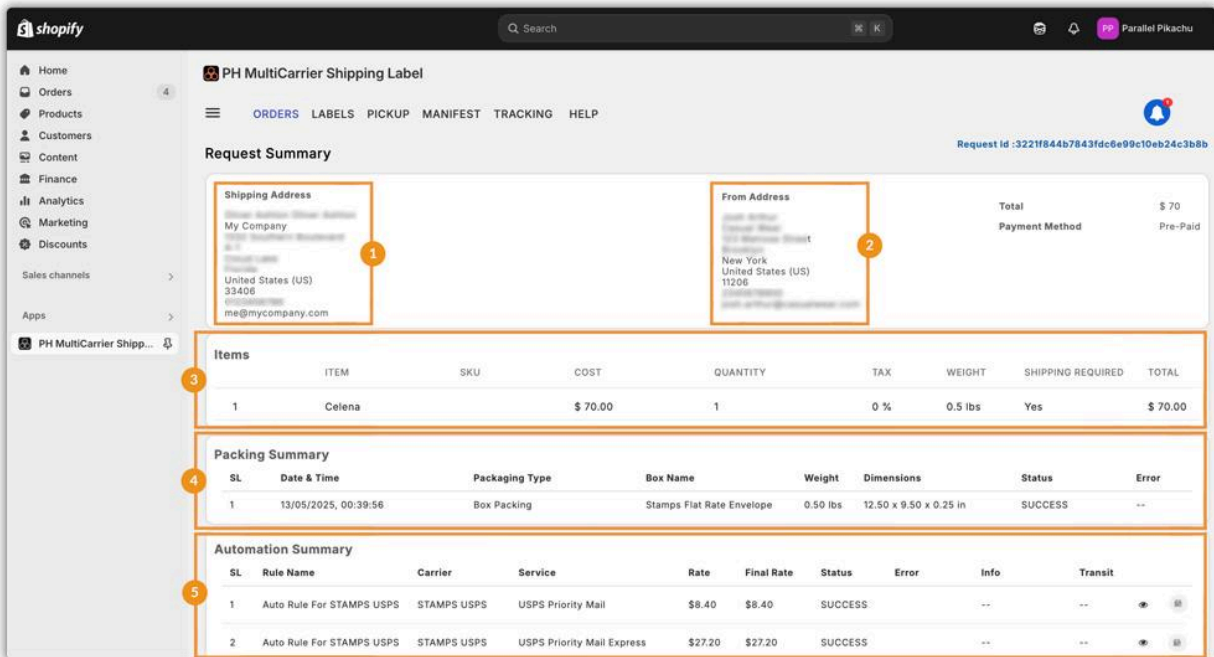 shopify
Search
⌘ K
PP Parallel Pikachu
Home
Orders 4
Products
Customers
Content
Finance
Analytics
Marketing
Discounts
Sales channels
Apps
PH MultiCarrier Shipp...
PH MultiCarrier Shipping Label
ORDERS LABELS PICKUP MANIFEST TRACKING HELP
1
Request Id :3221f844b7843fdc6e99c10eb24c3b8b
Request Summary
Shipping Address
My Company
United States (US)
33406
me@mycompany.com
1
From Address
New York
United States (US)
11206
2
Total $ 70
Payment Method Pre-Paid
3
Items
ITEM SKU COST QUANTITY TAX WEIGHT SHIPPING REQUIRED TOTAL
1 Celena $ 70.00 1 0 % 0.5 lbs Yes $ 70.00
4
Packing Summary
SL Date & Time Packaging Type Box Name Weight Dimensions Status Error
1 13/05/2025, 00:39:56 Box Packing Stamps Flat Rate Envelope 0.50 lbs 12.50 x 9.50 x 0.25 in SUCCESS --
5
Automation Summary
SL Rule Name Carrier Service Rate Final Rate Status Error Info Transit
1 Auto Rule For STAMPS USPS STAMPS USPS USPS Priority Mail $8.40 $8.40 SUCCESS -- --
2 Auto Rule For STAMPS USPS STAMPS USPS USPS Priority Mail Express $27.20 $27.20 SUCCESS -- --